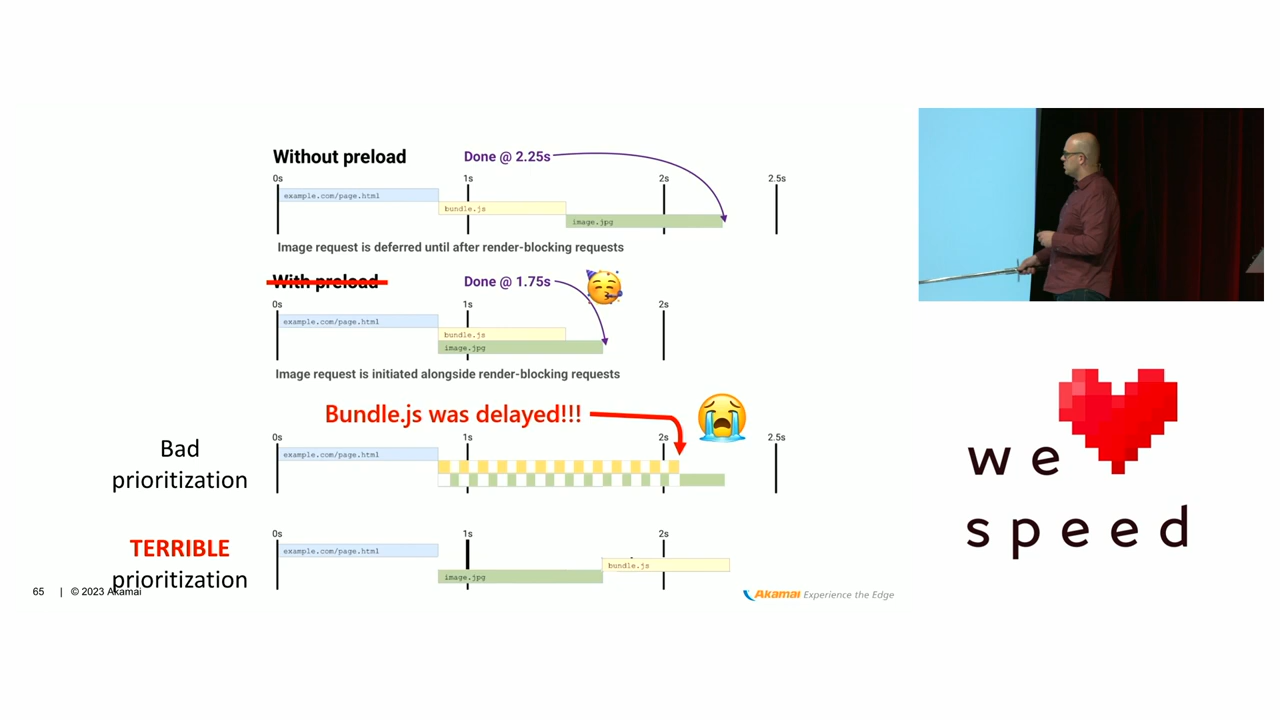 Without preload
Done @ 2.25s
0s 1s 2s 2.5s
example.com/page.html
bundle.js
image.jpg
Image request is deferred until after render-blocking requests
With preload
Done @ 1.75s
0s 1s 2s
example.com/page.html
bundle.js
image.jpg
Image request is initiated alongside render-blocking requests
Bundle.js was delayed!!!
Bad
prioritization
0s 1s 2s 2.5s
example.com/page.html
TERRIBLE
prioritization
0s 1s 2s
example.com/page.html
bundle.js
image.jpg
65 | © 2023 Akamai
Akamai Experience the Edge
we
speed